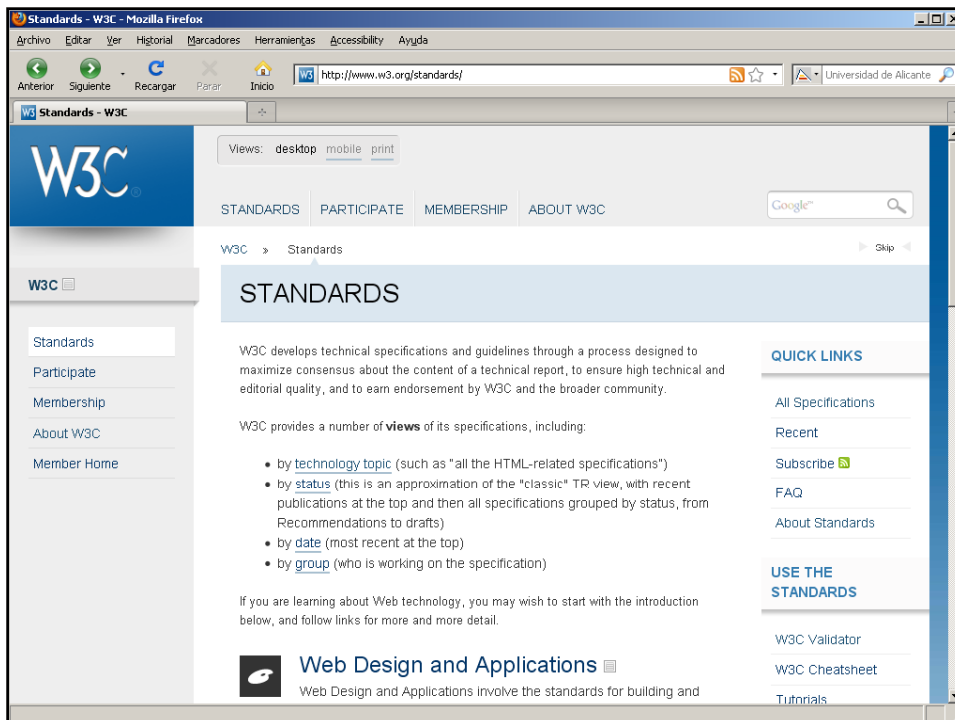 Standards - W3C - Mozilla Firefox
Archivo Editar Ver Historial Marcadores Herramientas Accessibility Ayuda
Anterior Siguiente Recargar Parar Inicio
W3 http://www.w3.org/standards/ Universidad de Alicante
W3 Standards - W3C
W3C
Views: desktop mobile print
STANDARDS PARTICIPATE MEMBERSHIP ABOUT W3C
Google™
W3C » Standards
Skip
W3C
STANDARDS
Standards
Participate
Membership
About W3C
Member Home
W3C develops technical specifications and guidelines through a process designed to
maximize consensus about the content of a technical report, to ensure high technical and
editorial quality, and to earn endorsement by W3C and the broader community.
W3C provides a number of views of its specifications, including:
• by technology topic (such as "all the HTML-related specifications")
• by status (this is an approximation of the "classic" TR view, with recent
publications at the top and then all specifications grouped by status, from
Recommendations to drafts)
• by date (most recent at the top)
• by group (who is working on the specification)
If you are learning about Web technology, you may wish to start with the introduction
below, and follow links for more and more detail.
Web Design and Applications
Web Design and Applications involve the standards for building and
QUICK LINKS
All Specifications
Recent
Subscribe
FAQ
About Standards
USE THE
STANDARDS
W3C Validator
W3C Cheatsheet
Tutorials